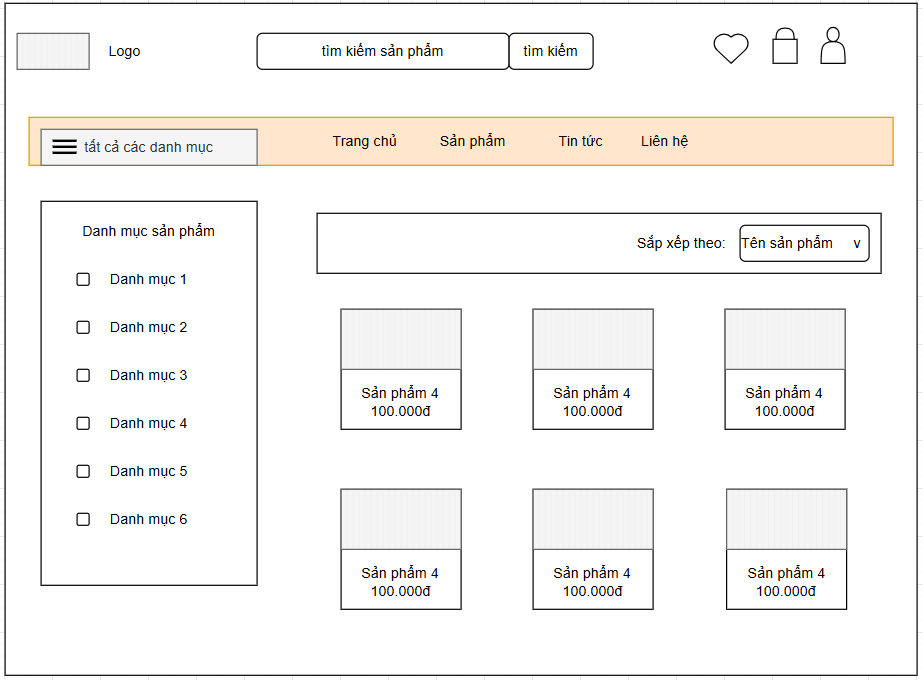 Logo
tìm kiếm sản phẩm
tìm kiếm
tất cả các danh mục
Trang chủ
Sản phẩm
Tin tức
Liên hệ
Danh mục sản phẩm
Danh mục 1
Danh mục 2
Danh mục 3
Danh mục 4
Danh mục 5
Danh mục 6
Sắp xếp theo:
Tên sản phẩm v
Sản phẩm 4
100.000đ
Sản phẩm 4
100.000đ
Sản phẩm 4
100.000đ
Sản phẩm 4
100.000đ
Sản phẩm 4
100.000đ
Sản phẩm 4
100.000đ